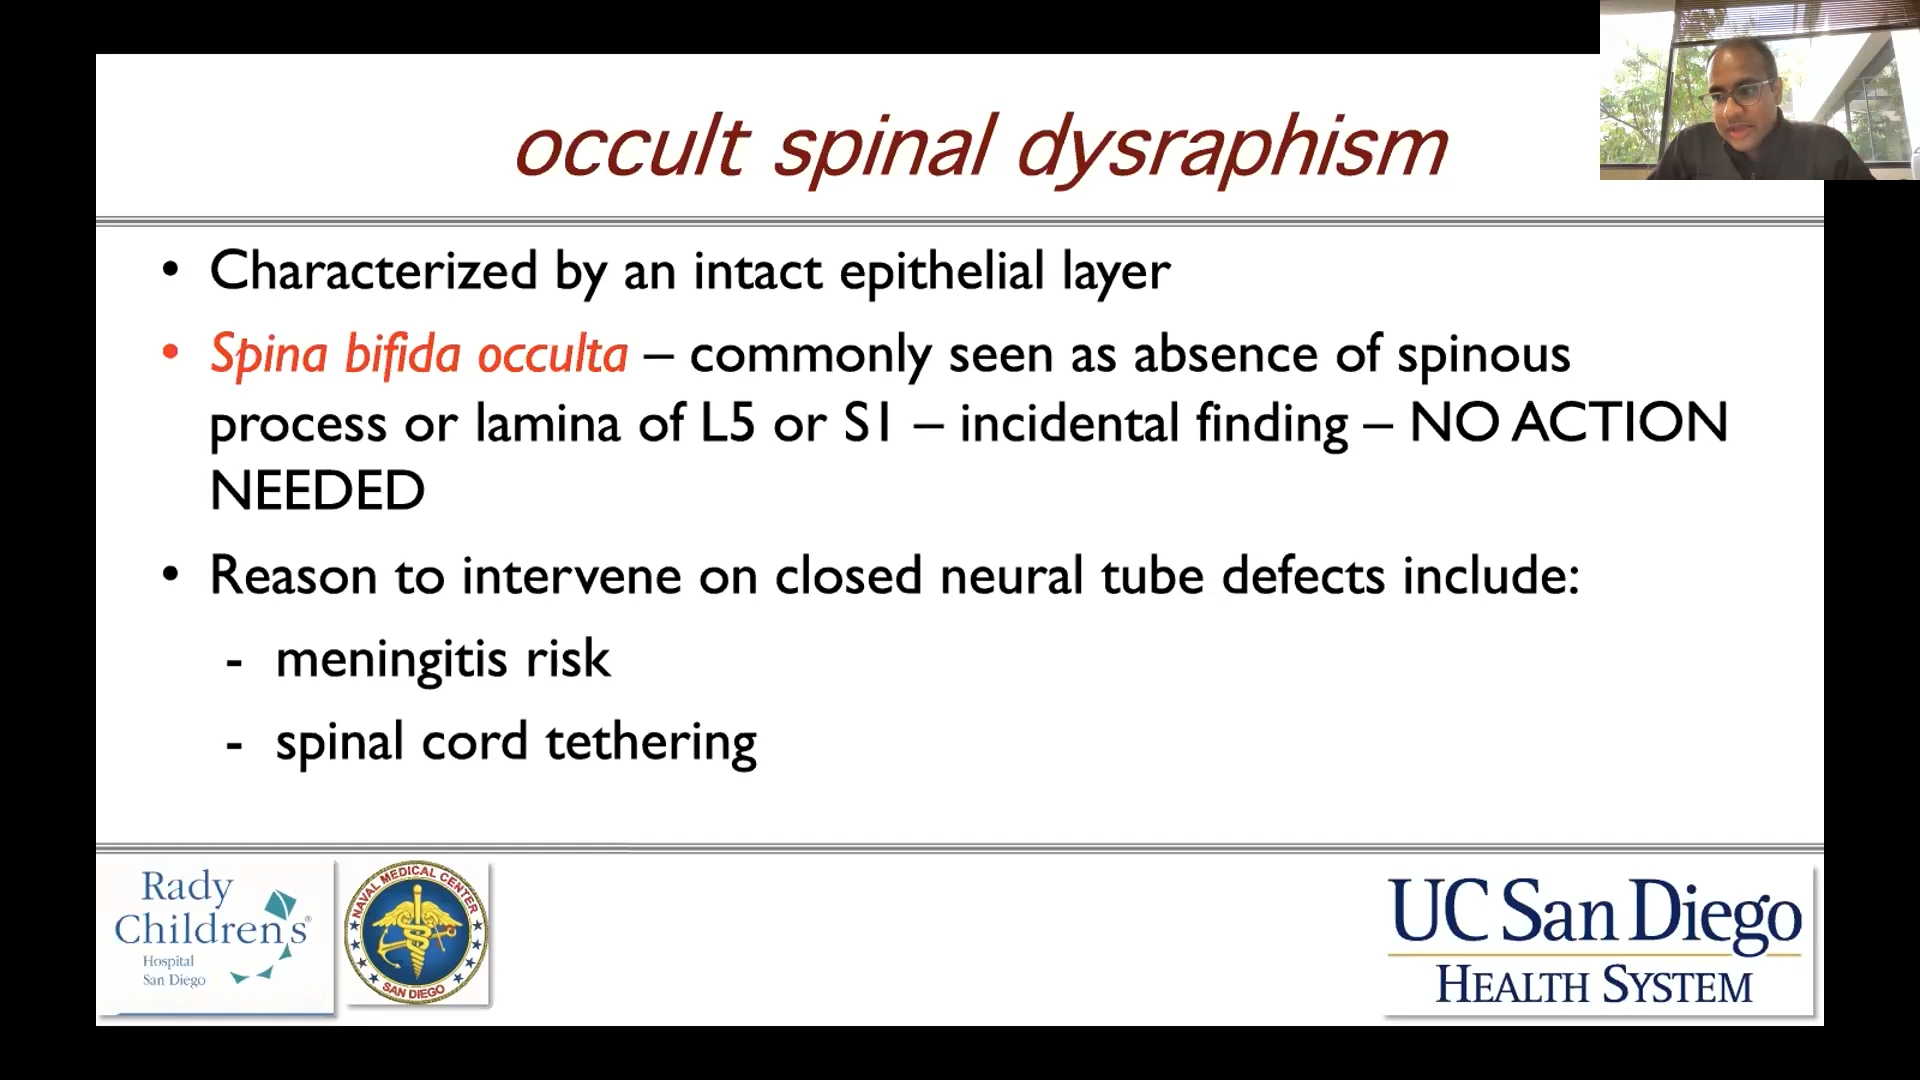 occult spinal dysraphism
• Characterized by an intact epithelial layer
• Spina bifida occulta – commonly seen as absence of spinous
process or lamina of L5 or S1 – incidental finding – NO ACTION
NEEDED
• Reason to intervene on closed neural tube defects include:
- meningitis risk
- spinal cord tethering
Rady
Children's®
Hospital
San Diego
NAVAL MEDICAL CENTER
SAN DIEGO
UC San Diego
HEALTH SYSTEM